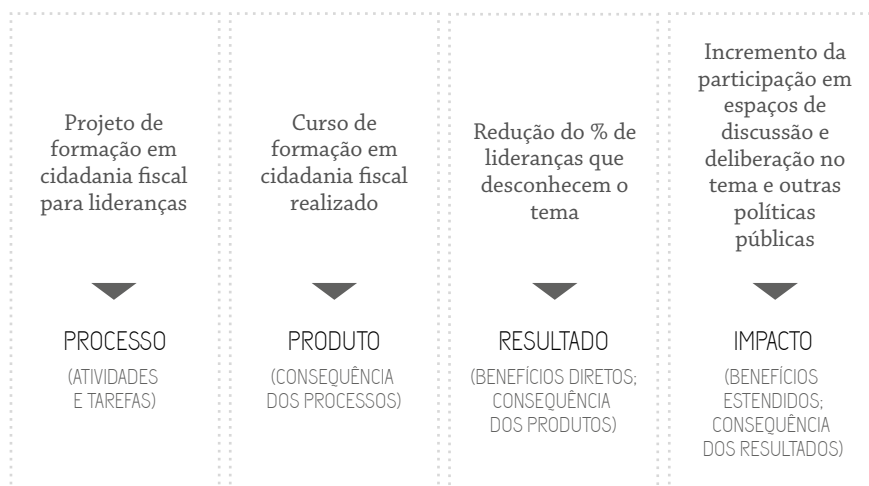 Projeto de
formação em
cidadania fiscal
para lideranças
PROCESSO
(ATIVIDADES
E TAREFAS)
Curso de
formação em
cidadania fiscal
realizado
PRODUTO
(CONSEQUÊNCIA
DOS PROCESSOS)
Redução do % de
lideranças que
desconhecem o
tema
RESULTADO
(BENEFÍCIOS DIRETOS;
CONSEQUÊNCIA
DOS PRODUTOS)
Incremento da
participação em
espaços de
discussão e
deliberação no
tema e outras
políticas
públicas
IMPACTO
(BENEFÍCIOS
ESTENDIDOS;
CONSEQUÊNCIA
DOS RESULTADOS)